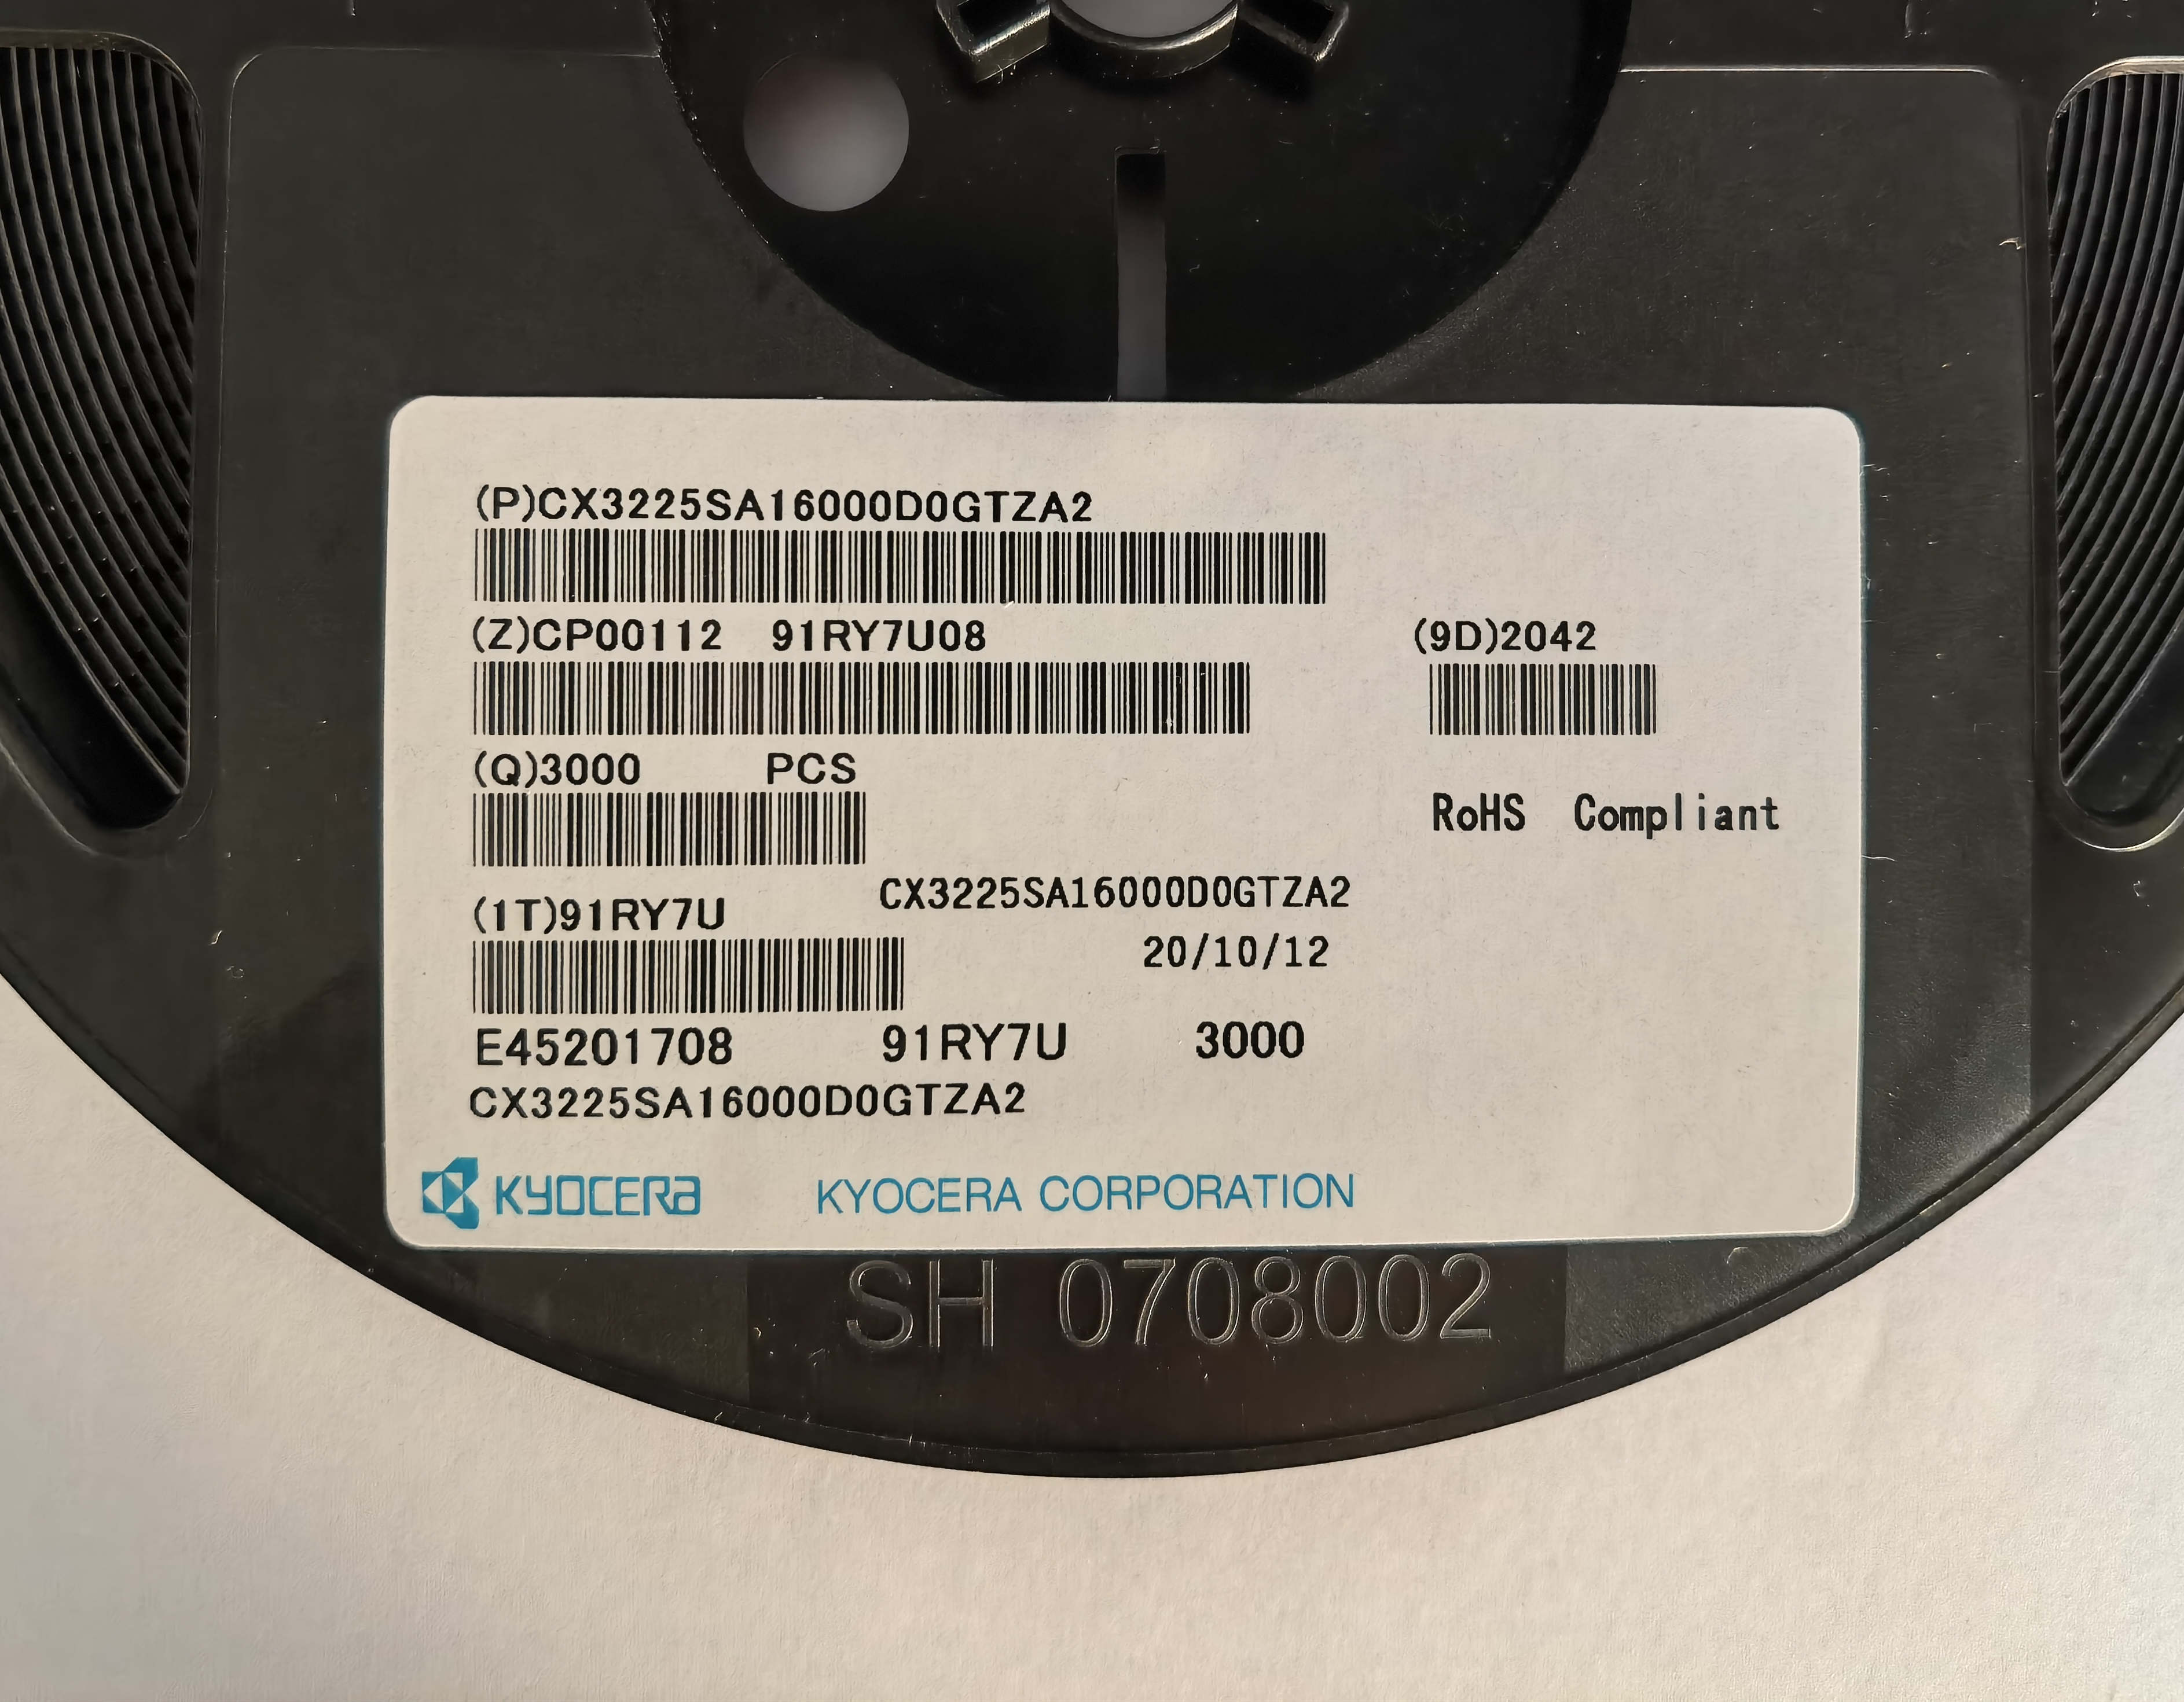 (P)CX3225SA16000D0GTZA2
(Z)CP00112 91RY7U08
(9D)2042
(Q)3000 PCS
RoHS Compliant
CX3225SA16000D0GTZA2
(1T)91RY7U
20/10/12
E45201708 91RY7U 3000
CX3225SA16000D0GTZA2
KYOCERA KYOCERA CORPORATION
SH 0708002